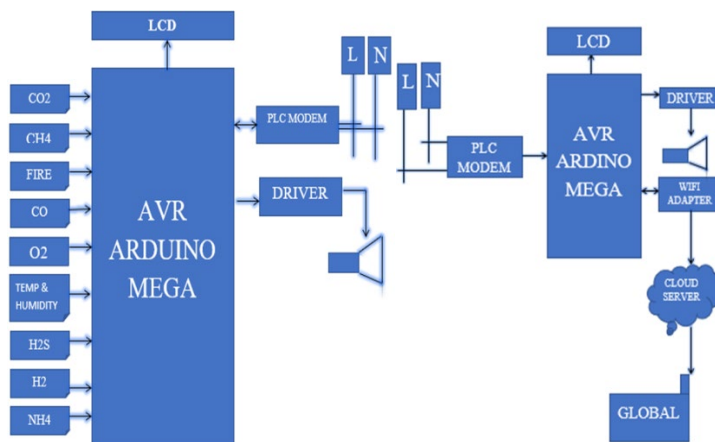 LCD
L N
CO2
CH4
FIRE
CO
O2
TEMP &
HUMIDITY
H2S
H2
NH4
AVR
ARDUINO
MEGA
PLC MODEM
DRIVER
L N
PLC
MODEM
LCD
AVR
ARDINO
MEGA
DRIVER
WIFI
ADAPTER
CLOUD
SERVER
GLOBAL